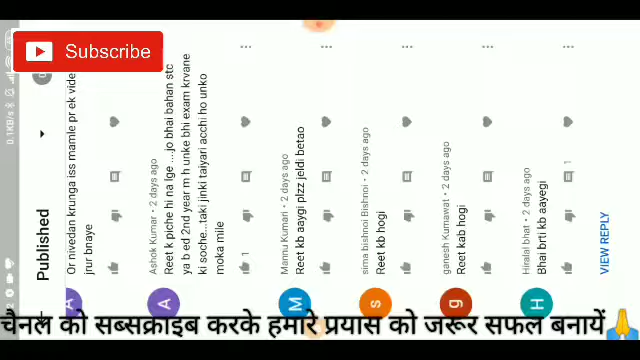 Subscribe
Published
Or nivedan krunga iss mamle pr ek vide
jrur bnaye
Ashok Kumar • 2 days ago
Reet k piche hi na lge ....jo bhai bahan stc
ya b ed 2nd year m h unke bhi exam krvane
ki soche...taki jinki taiyari acchi ho unko
moka mile
1
Mannu Kumari • 2 days ago
Reet kb aaygi plzz jeldi betao
sima bishnoi Bishnoi • 2 days ago
Reet kb hogi
ganesh Kumawat • 2 days ago
Reet kab hogi
Hiralal bhat • 2 days ago
Bhai brti kb aayegi
1
VIEW REPLY
A
A
M
s
g
H
0.1KB/s
चैनल को सब्सक्राइब करके हमारे प्रयास को जरूर सफल बनायें🙏